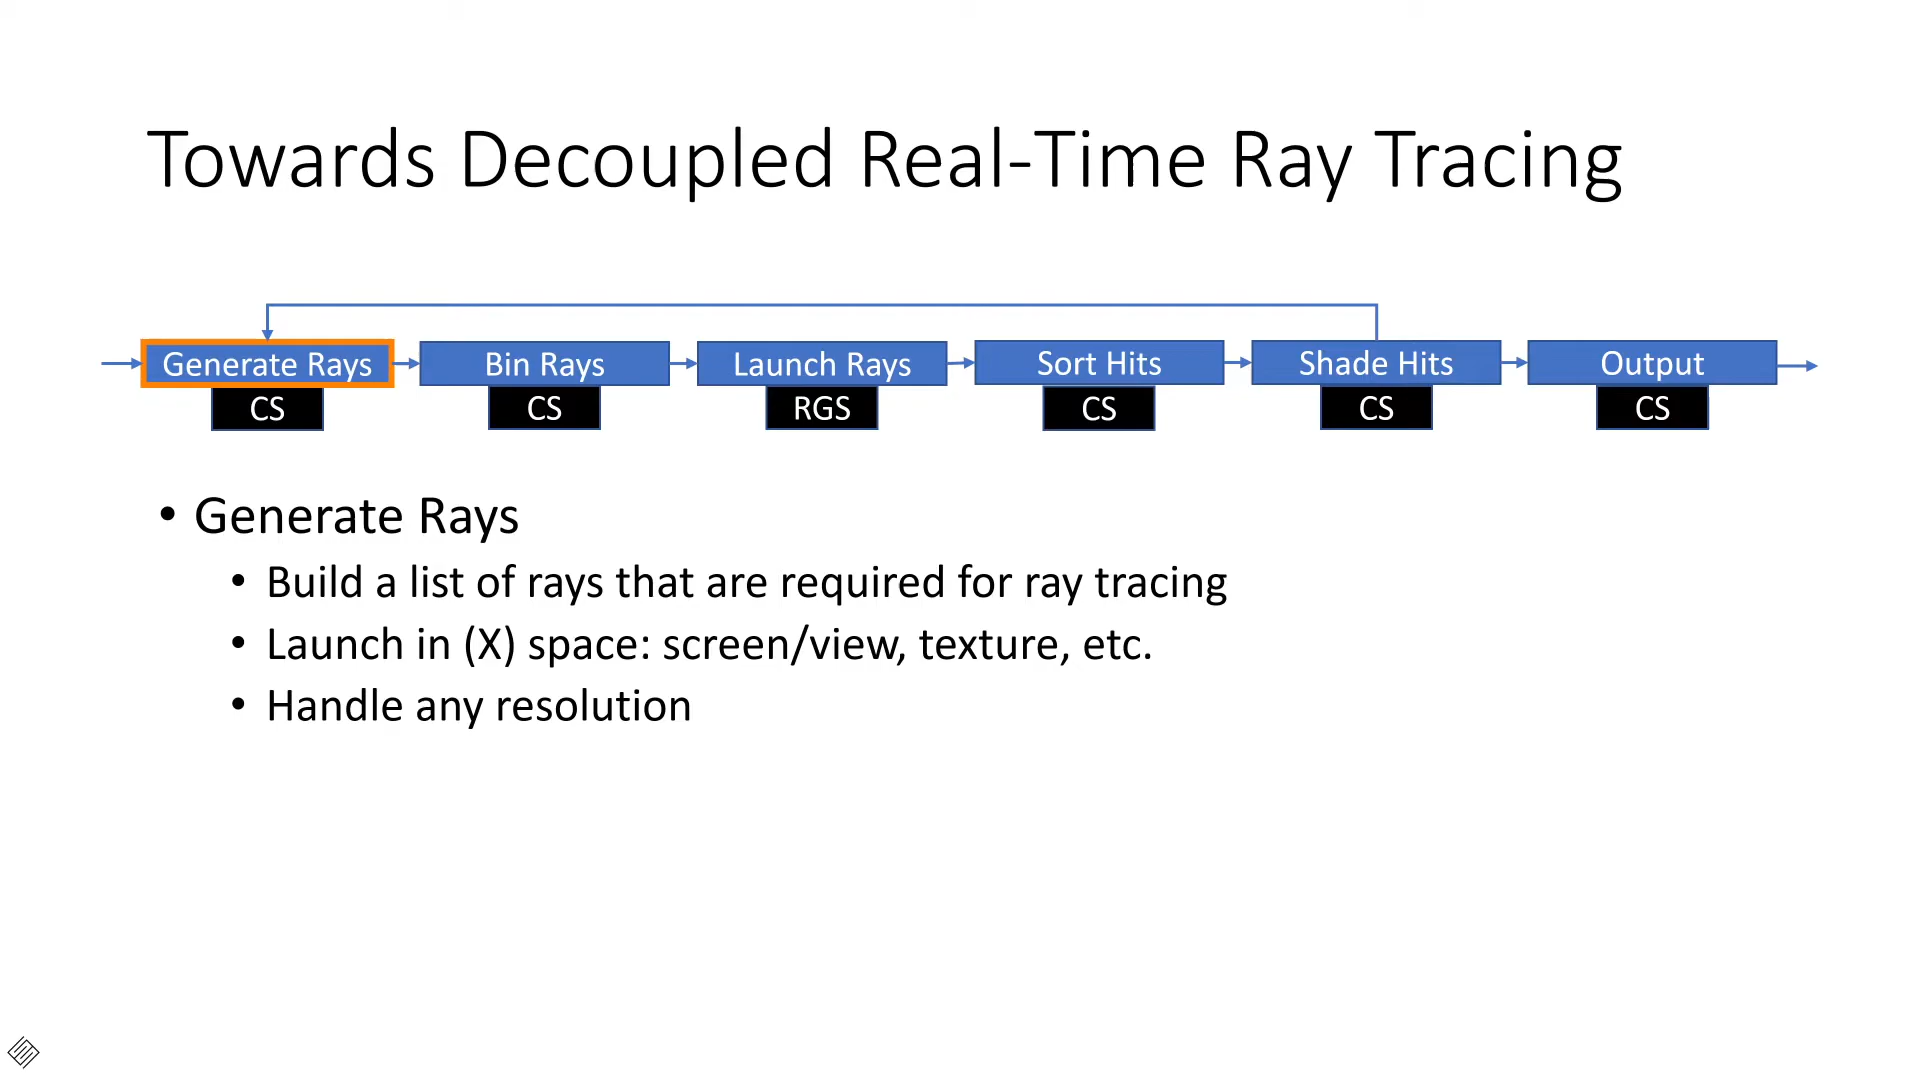 Towards Decoupled Real-Time Ray Tracing
Generate Rays
Bin Rays
Launch Rays
Sort Hits
Shade Hits
Output
CS
CS
RGS
CS
CS
CS
• Generate Rays
• Build a list of rays that are required for ray tracing
• Launch in (X) space: screen/view, texture, etc.
• Handle any resolution